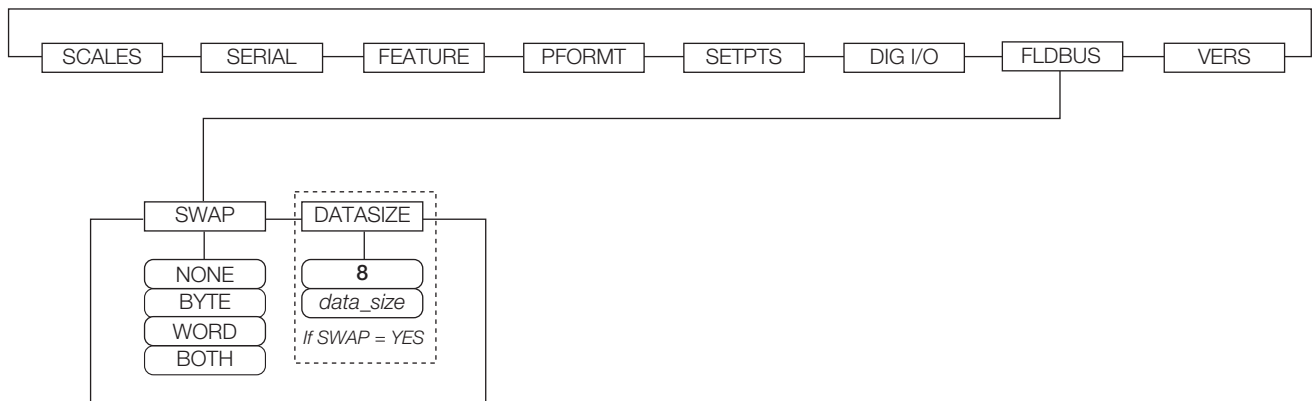 SCALES
SERIAL
FEATURE
PFORMT
SETPTS
DIG I/O
FLDBUS
VERS
SWAP
DATASIZE
NONE
BYTE
WORD
BOTH
8
data_size
If SWAP = YES